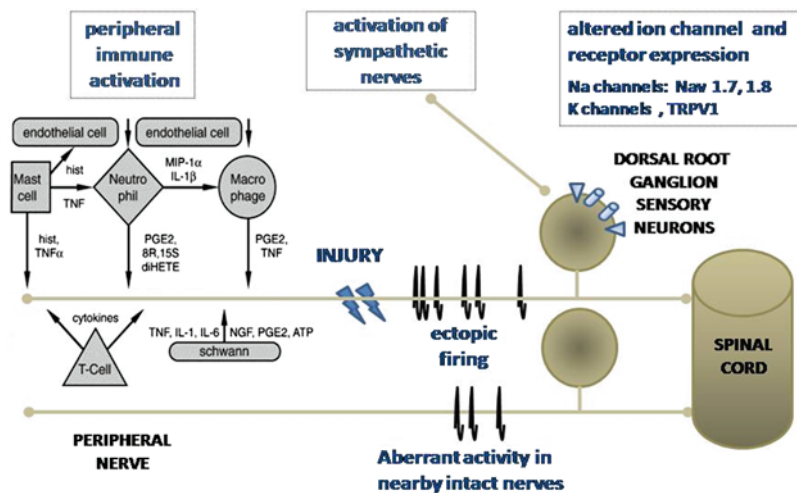 peripheral
immune
activation
activation of
sympathetic
nerves
altered ion channel and
receptor expression
Na channels: Nav 1.7, 1.8
K channels , TRPV1
endothelial cell
endothelial cell
Mast
cell
hist
TNF
Neutro
phil
MIP-1α
IL-1β
Macro
phage
hist,
TNFα
PGE2,
8R,15S
diHETE
PGE2,
TNF
DORSAL ROOT
GANGLION
SENSORY
NEURONS
INJURY
ectopic
firing
cytokines
T-Cell
TNF, IL-1, IL-6
NGF, PGE2, ATP
schwann
SPINAL
CORD
PERIPHERAL
NERVE
Aberrant activity in
nearby intact nerves